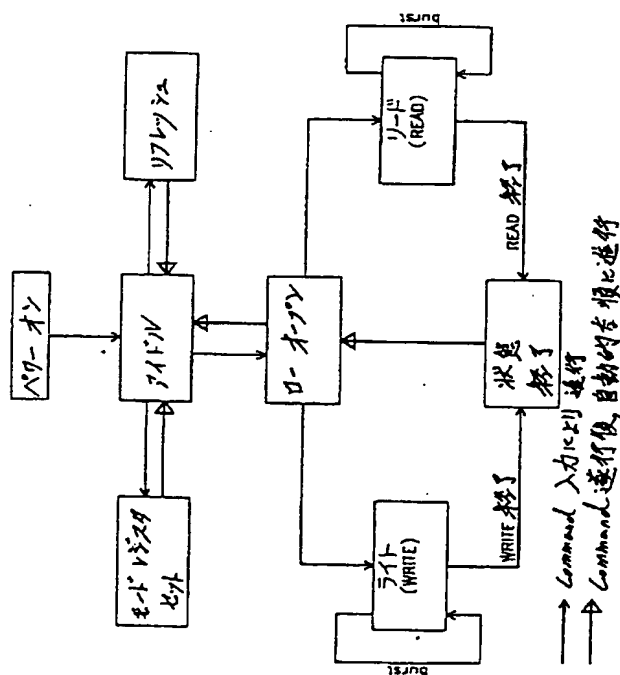 パワーオン
モードレジスタ
セット
アイドル
リフレッシュ
ローオープン
burst
ライト
(WRITE)
リード
(READ)
burst
WRITE 終了
READ 終了
状態
終了
→ Command 入力により進行
Command 遂行後, 自動的な順に進行